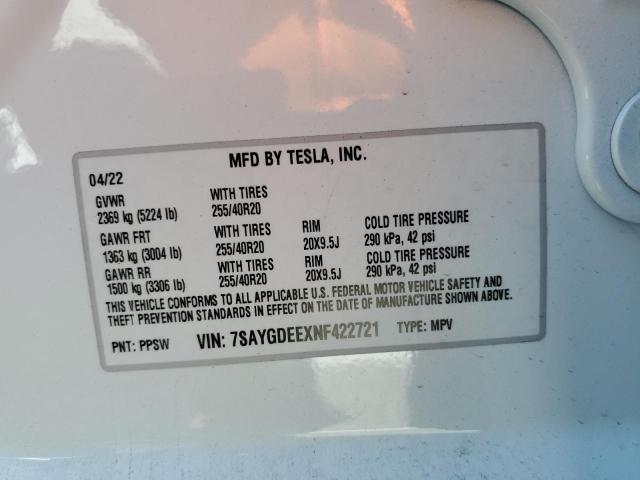 MFD BY TESLA, INC.
04/22
GVWR WITH TIRES
2369 kg (5224 lb) 255/40R20
GAWR FRT WITH TIRES RIM COLD TIRE PRESSURE
1363 kg (3004 lb) 255/40R20 20X9.5J 290 kPa, 42 psi
GAWR RR WITH TIRES RIM COLD TIRE PRESSURE
1500 kg (3306 lb) 255/40R20 20X9.5J 290 kPa, 42 psi
THIS VEHICLE CONFORMS TO ALL APPLICABLE U.S. FEDERAL MOTOR VEHICLE SAFETY AND
THEFT PREVENTION STANDARDS IN EFFECT ON THE DATE OF MANUFACTURE SHOWN ABOVE.
PNT: PPSW VIN: 7SAYGDEEXNF422721 TYPE: MPV